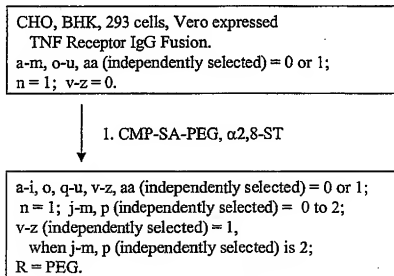 CHO, BHK, 293 cells, Vero expressed
TNF Receptor IgG Fusion.
a-m, o-u, aa (independently selected) = 0 or 1;
n = 1; v-z = 0.
1. CMP-SA-PEG, α2,8-ST
a-i, o, q-u, v-z, aa (independently selected) = 0 or 1;
n = 1; j-m, p (independently selected) = 0 to 2;
v-z (independently selected) = 1,
when j-m, p (independently selected) is 2;
R = PEG.